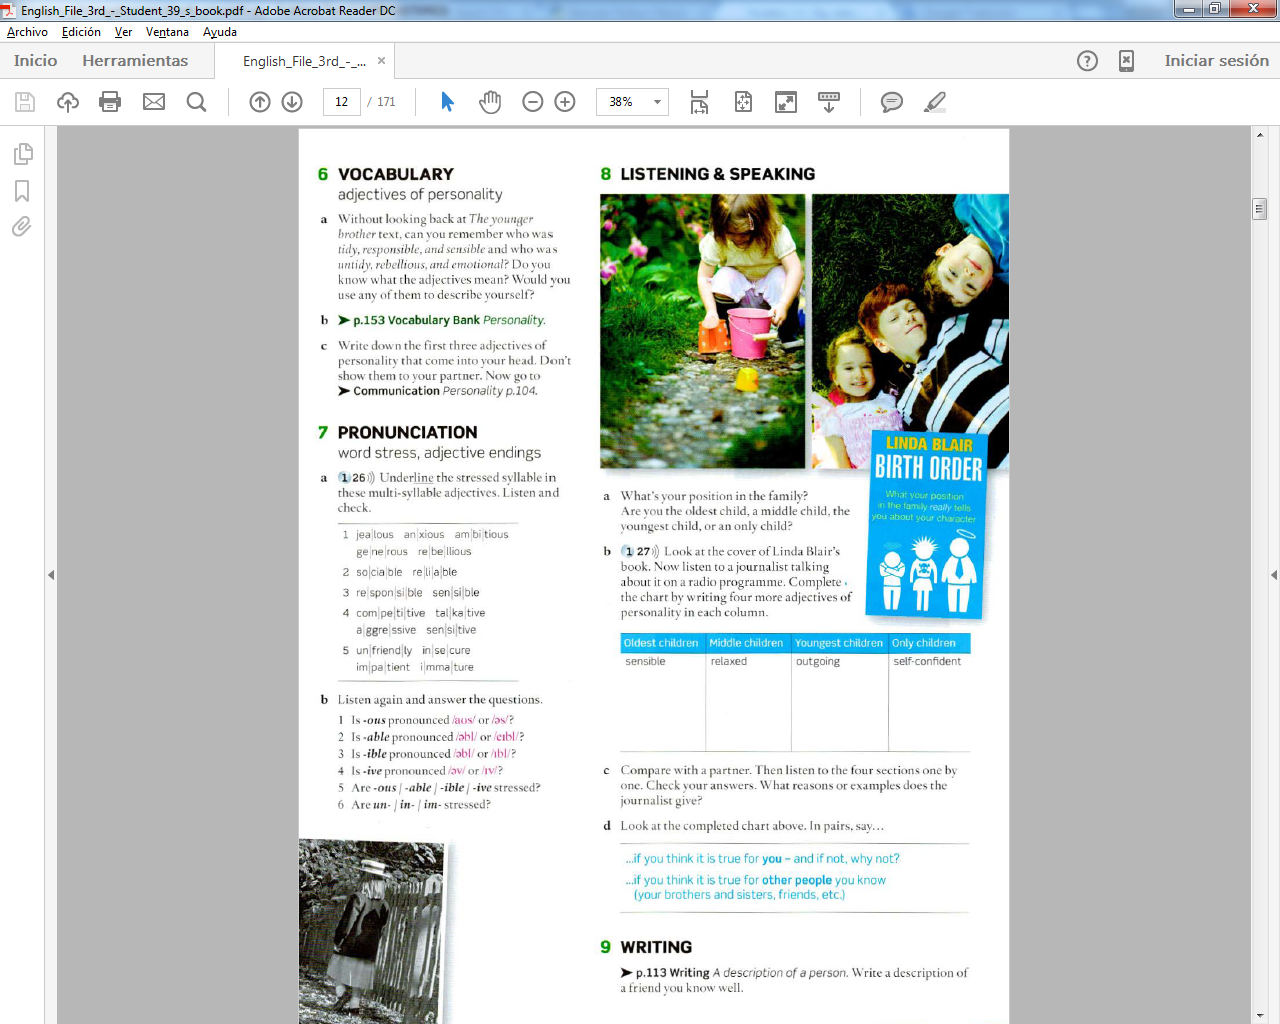 English_File_3rd_-_Student_39_s_book.pdf - Adobe Acrobat Reader DC
Archivo Edición Ver Ventana Ayuda
Inicio Herramientas English_File_3rd_-_... × Iniciar sesión
12 / 171 38%
6 VOCABULARY
adjectives of personality
a Without looking back at The younger
brother text, can you remember who was
tidy, responsible, and sensible and who was
untidy, rebellious, and emotional? Do you
know what the adjectives mean? Would you
use any of them to describe yourself?
b ➤ p.153 Vocabulary Bank Personality.
c Write down the first three adjectives of
personality that come into your head. Don't
show them to your partner. Now go to
➤ Communication Personality p.104.
7 PRONUNCIATION
word stress, adjective endings
a 1 26)) Underline the stressed syllable in
these multi-syllable adjectives. Listen and
check.
1 jea|lous an|xious am|bi|tious
ge|ne|rous re|be|llious
2 so|cia|ble re|li|a|ble
3 re|spon|si|ble sen|si|ble
4 com|pe|ti|tive tal|ka|tive
a|ggre|ssive sen|si|tive
5 un|friend|ly in|se|cure
im|pa|tient i|mma|ture
b Listen again and answer the questions.
1 Is -ous pronounced /aʊs/ or /əs/?
2 Is -able pronounced /əbl/ or /eɪbl/?
3 Is -ible pronounced /əbl/ or /ɪbl/?
4 Is -ive pronounced /əv/ or /ɪv/?
5 Are -ous / -able / -ible / -ive stressed?
6 Are un- / in- / im- stressed?
8 LISTENING & SPEAKING
LINDA BLAIR
BIRTH ORDER
What your position
in the family really tells
you about your character
a What's your position in the family?
Are you the oldest child, a middle child, the
youngest child, or an only child?
b 1 27)) Look at the cover of Linda Blair's
book. Now listen to a journalist talking
about it on a radio programme. Complete
the chart by writing four more adjectives of
personality in each column.
Oldest children Middle children Youngest children Only children
sensible relaxed outgoing self-confident
c Compare with a partner. Then listen to the four sections one by
one. Check your answers. What reasons or examples does the
journalist give?
d Look at the completed chart above. In pairs, say...
...if you think it is true for you – and if not, why not?
...if you think it is true for other people you know
(your brothers and sisters, friends, etc.)
9 WRITING
➤ p.113 Writing A description of a person. Write a description of
a friend you know well.